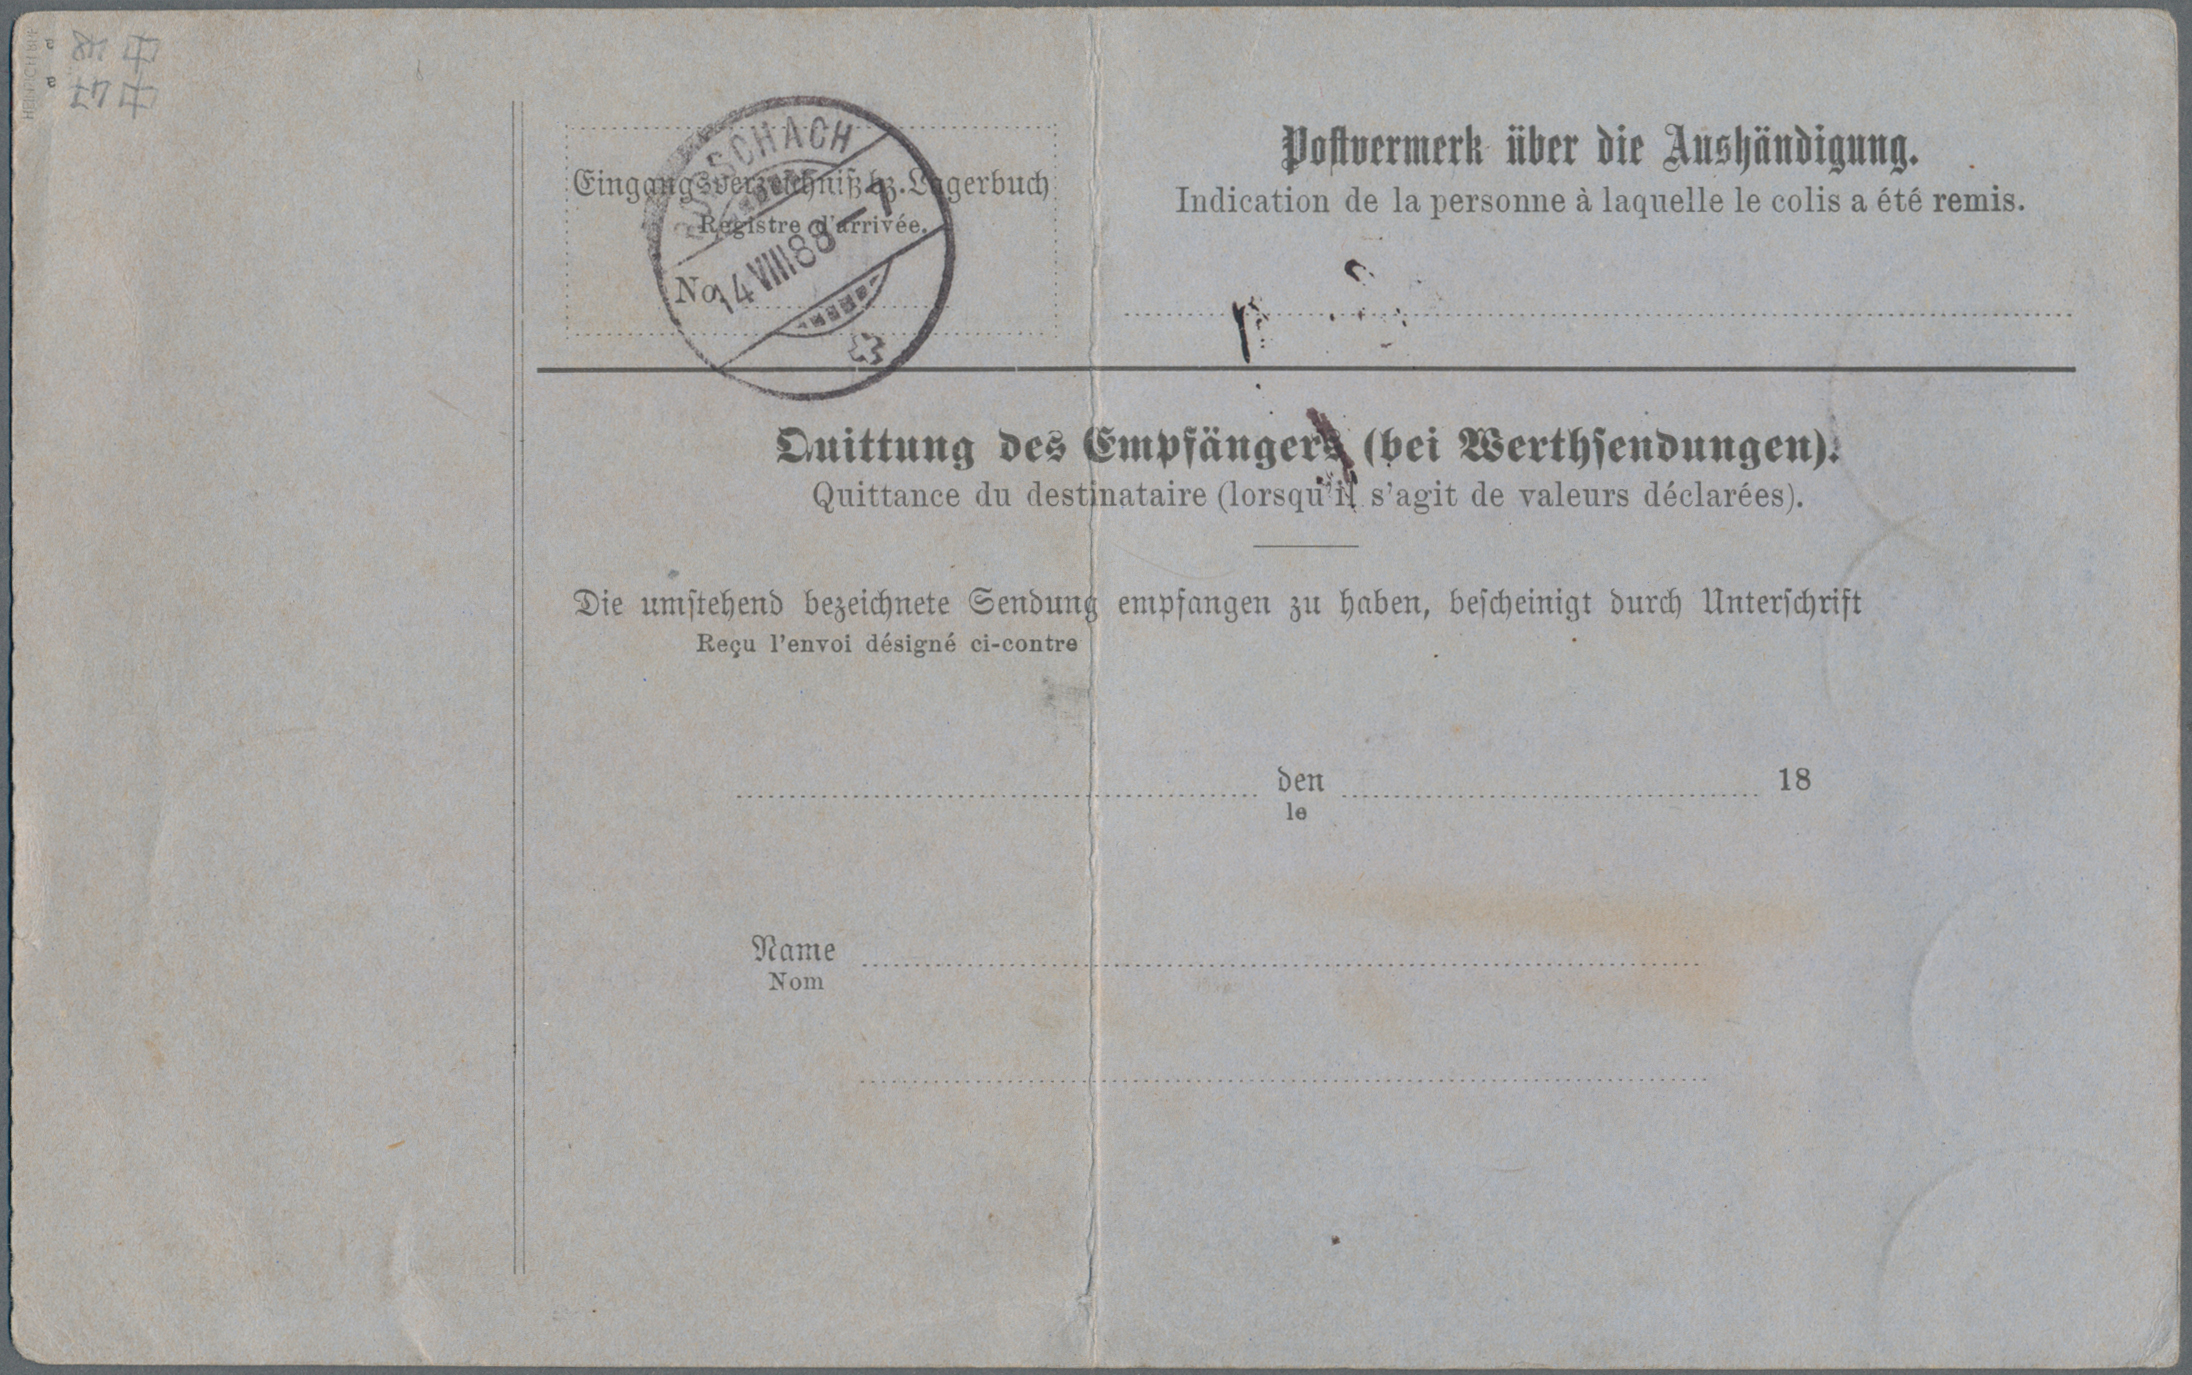 Eingangsverzeichniß bz. Lagerbuch
Registre d'arrivée.
No.
14 VIII 88
Postvermerk über die Aushändigung.
Indication de la personne à laquelle le colis a été remis.
Quittung des Empfängers (bei Werthsendungen).
Quittance du destinataire (lorsqu'il s'agit de valeurs déclarées).
Die umstehend bezeichnete Sendung empfangen zu haben, bescheinigt durch Unterschrift
Reçu l'envoi désigné ci-contre
den 18
le
Name
Nom